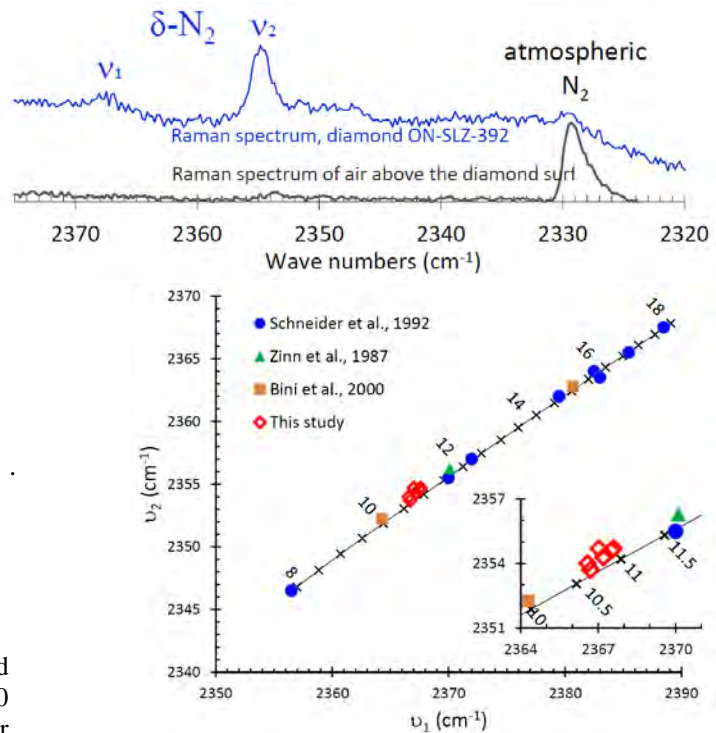 δ-N₂
ν₁
ν₂
atmospheric
N₂
Raman spectrum, diamond ON-SLZ-392
Raman spectrum of air above the diamond surf
2370 2360 2350 2340 2330 2320
Wave numbers (cm⁻¹)
2370
2365
2360
2355
2350
2345
2340
υ₂ (cm⁻¹)
Schneider et al., 1992
Zinn et al., 1987
Bini et al., 2000
This study
18
16
14
12
10
8
2357
2354
2351
10
10.5
11
11.5
2364 2367 2370
2350 2360 2370 2380 2390
υ₁ (cm⁻¹)
.
d
0
r